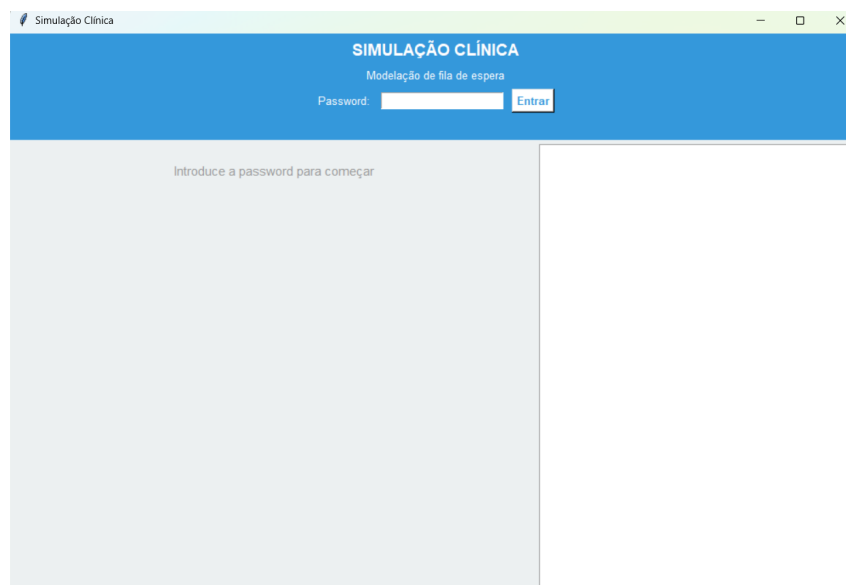 Simulação Clínica
SIMULAÇÃO CLÍNICA
Modelação de fila de espera
Password: Entrar
Introduce a password para começar